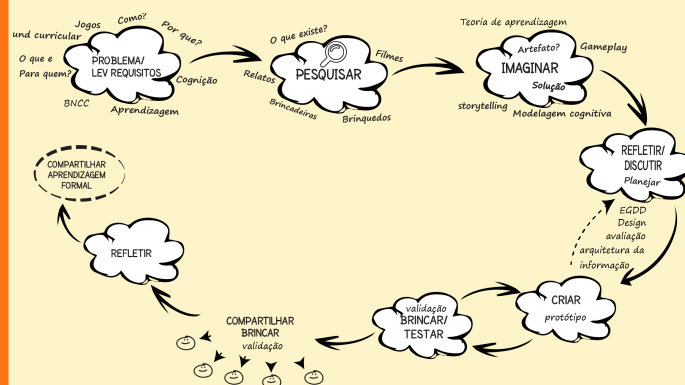 Jogos
Como?
Por que?
und curricular
O que e
Para quem?
PROBLEMA/
LEV REQUISITOS
Cognição
BNCC
Aprendizagem
O que existe?
Filmes
Relatos
PESQUISAR
Brincadeiras
Brinquedos
Teoria de aprendizagem
Artefato?
Gameplay
IMAGINAR
Solução
storytelling
Modelagem cognitiva
REFLETIR/
DISCUTIR
Planejar
EGDD
Design
avaliação
arquitetura da
informação
CRIAR
protótipo
validação
BRINCAR/
TESTAR
COMPARTILHAR
BRINCAR
validação
REFLETIR
COMPARTILHAR
APRENDIZAGEM
FORMAL